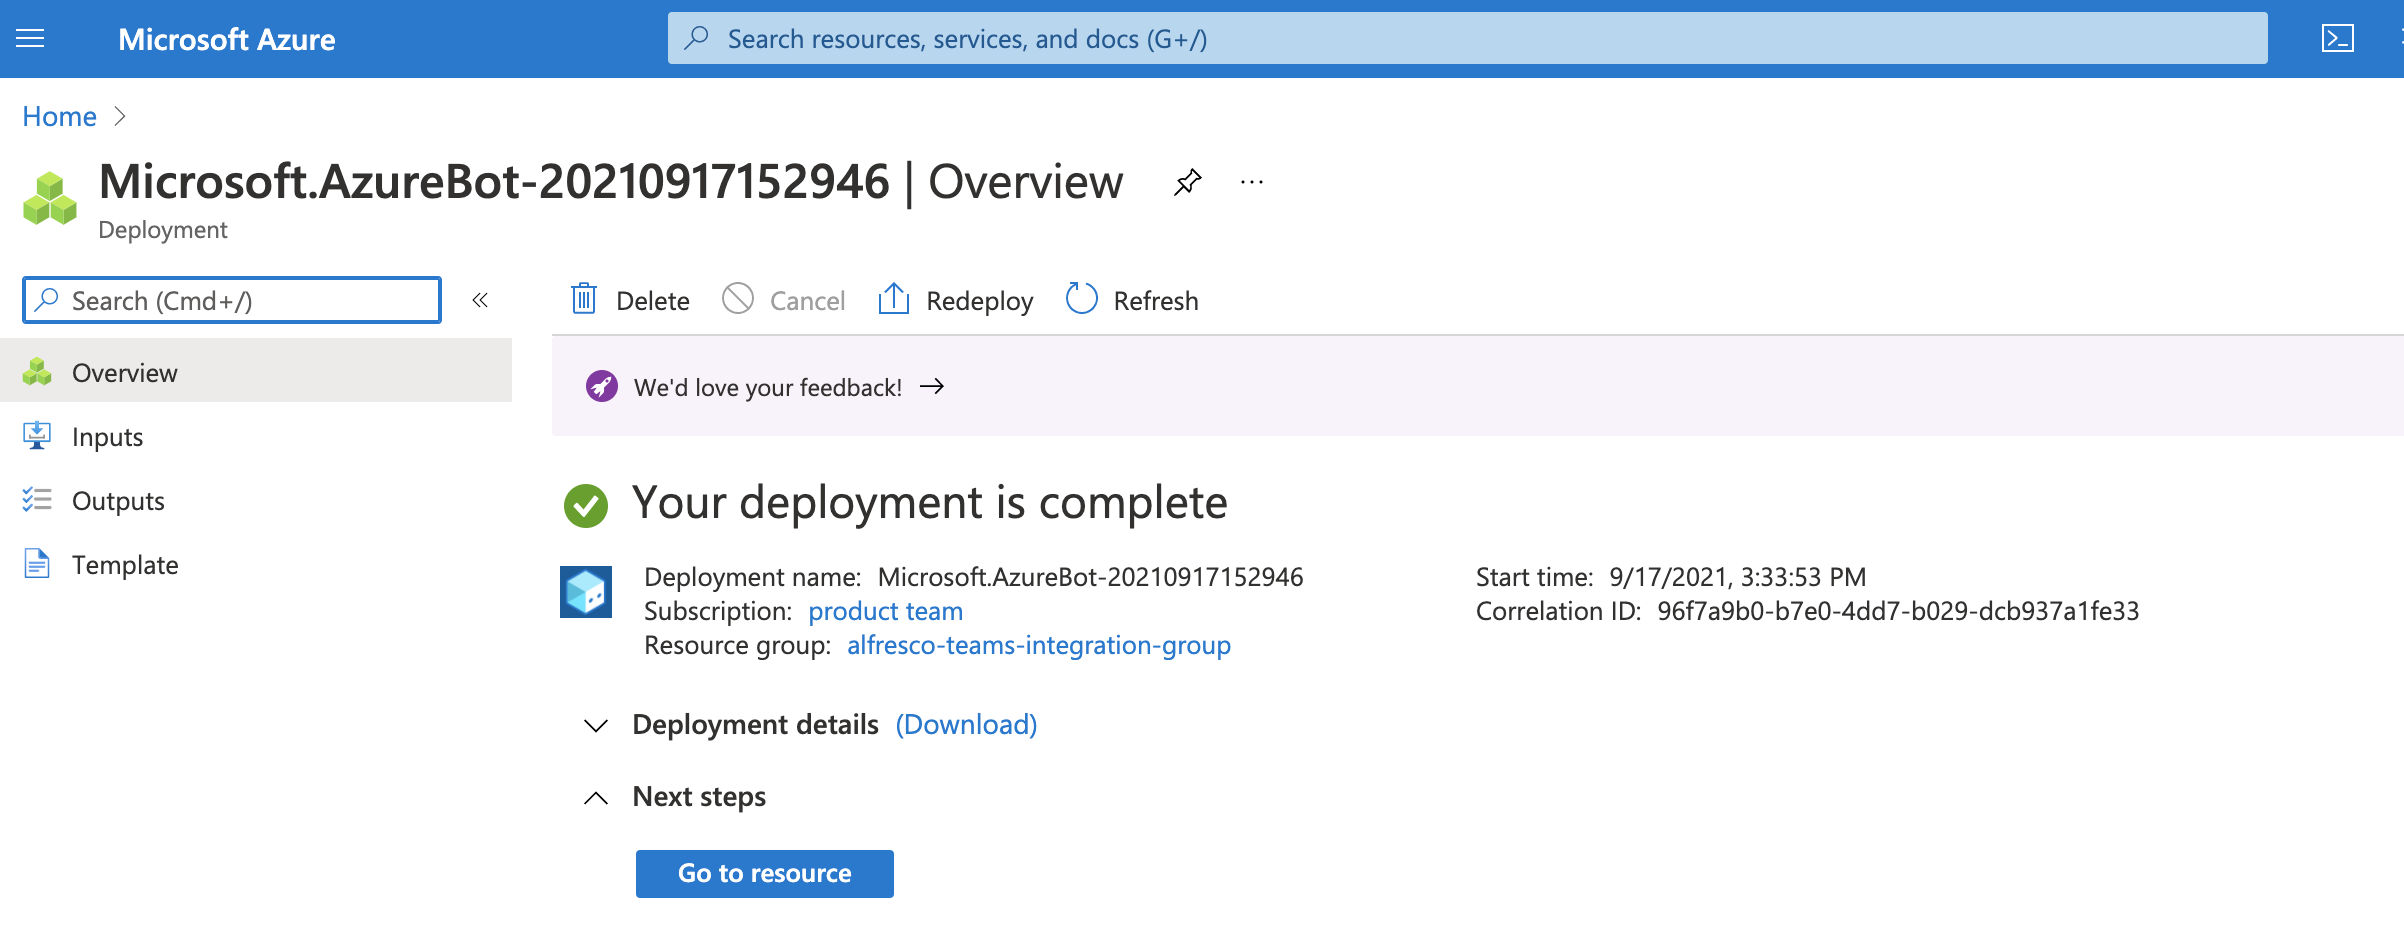 Microsoft Azure
Search resources, services, and docs (G+/)
Home
Microsoft.AzureBot-20210917152946 | Overview
Deployment
Search (Cmd+/)
Delete Cancel Redeploy Refresh
Overview
Inputs
Outputs
Template
We'd love your feedback!
Your deployment is complete
Deployment name: Microsoft.AzureBot-20210917152946
Subscription: product team
Resource group: alfresco-teams-integration-group
Start time: 9/17/2021, 3:33:53 PM
Correlation ID: 96f7a9b0-b7e0-4dd7-b029-dcb937a1fe33
Deployment details (Download)
Next steps
Go to resource